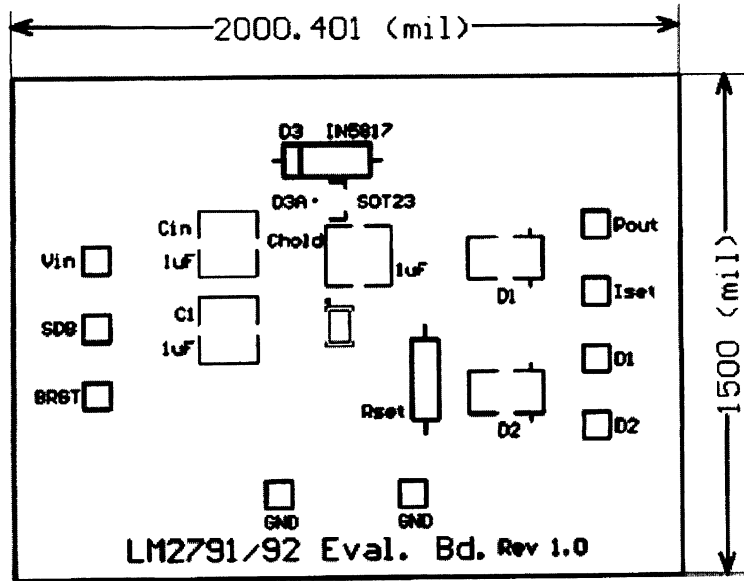 2000.401 (mil)
D3 IN5817
D3A SOT23
Cin
Chold
1uF
1uF
Vin
C1
1uF
SDB
BRGT
D1
Pout
Iset
D1
D2
Rset
D2
GND
GND
1500 (mil)
LM2791/92 Eval. Bd. Rev 1.0